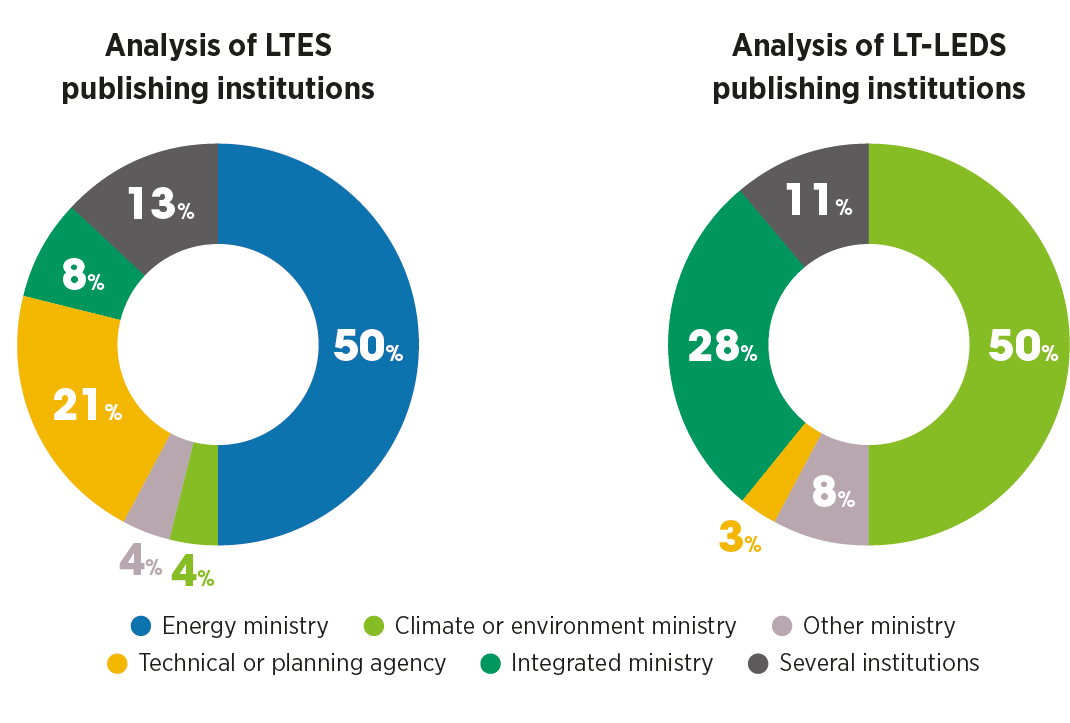 Analysis of LTES
publishing institutions
13%
8%
50%
21%
4%
4%
Analysis of LT-LEDS
publishing institutions
11%
28%
50%
8%
3%
Energy ministry
Climate or environment ministry
Other ministry
Technical or planning agency
Integrated ministry
Several institutions